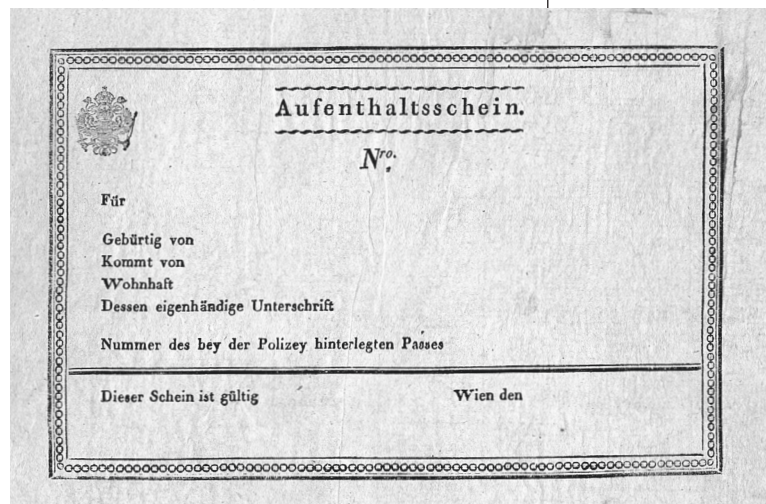 Aufenthaltsschein.
Nro.
Für
Gebürtig von
Kommt von
Wohnhaft
Dessen eigenhändige Unterschrift
Nummer des bey der Polizey hinterlegten Passes
Dieser Schein ist gültig Wien den